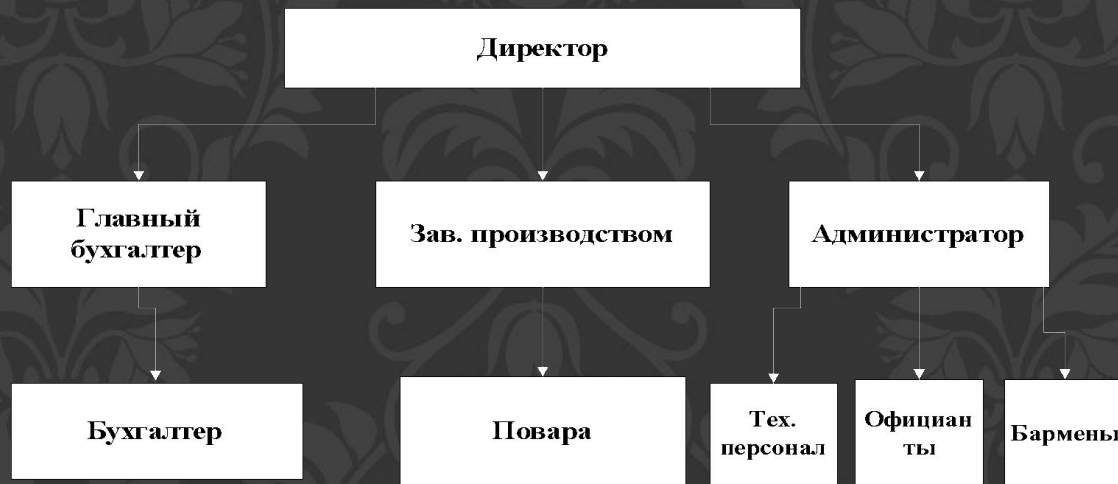 Директор
Главный
бухгалтер
Зав. производством
Администратор
Бухгалтер
Повара
Тех.
персонал
Официан
ты
Бармены